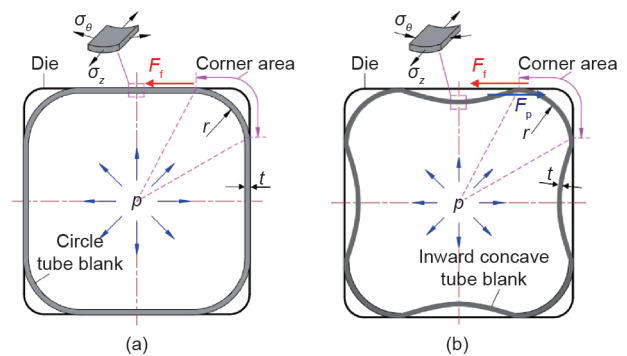 σθ
σz
Die
Ff
Corner area
r
t
p
Circle
tube blank
(a)
σθ
σz
Die
Ff
Corner area
Fp
r
t
p
Inward concave
tube blank
(b)